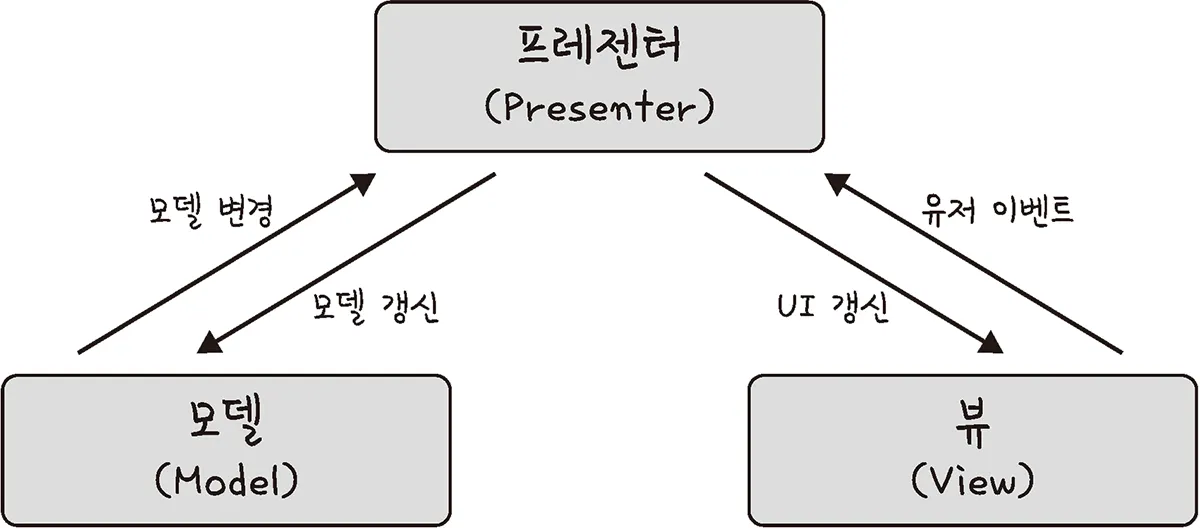 프레젠터
(Presenter)
모델 변경
유저 이벤트
모델 갱신
UI 갱신
모델
(Model)
뷰
(View)